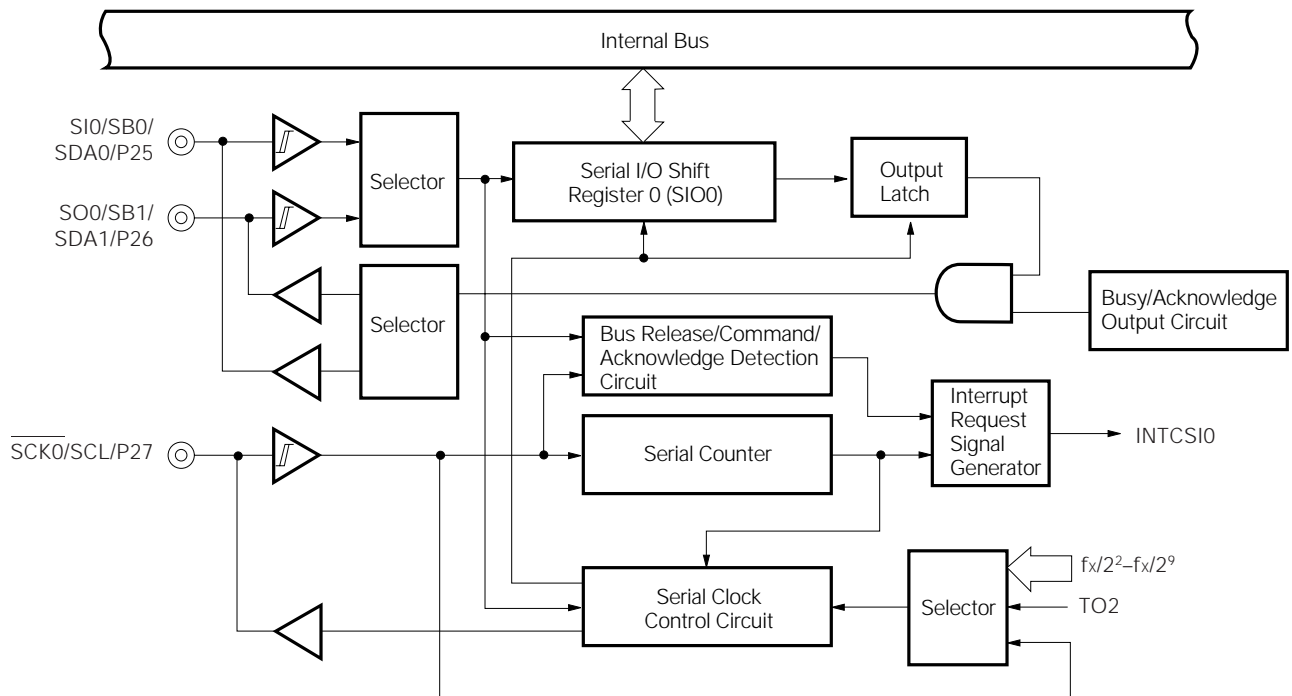 Internal Bus
SI0/SB0/
SDA0/P25
Selector
Serial I/O Shift
Register 0 (SIO0)
Output
Latch
SO0/SB1/
SDA1/P26
Selector
Busy/Acknowledge
Output Circuit
Bus Release/Command/
Acknowledge Detection
Circuit
Interrupt
Request
Signal
Generator
INTCSI0
SCK0/SCL/P27
Serial Counter
fx/2²–fx/2⁹
Serial Clock
Control Circuit
Selector
TO2